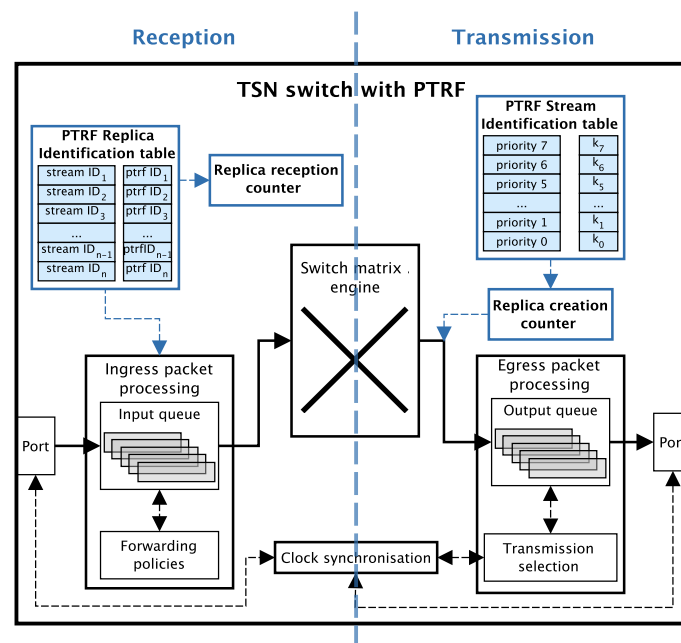 Reception
Transmission
TSN switch with PTRF
PTRF Replica
Identification table
stream ID1
ptrf ID1
stream ID2
ptrf ID2
stream ID3
ptrf ID3
...
...
stream IDn-1
ptrfIDn-1
stream IDn
ptrf IDn
Replica reception
counter
PTRF Stream
Identification table
priority 7
k7
priority 6
k6
priority 5
k5
...
...
priority 1
k1
priority 0
k0
Replica creation
counter
Switch matrix .
engine
Ingress packet
processing
Input queue
Forwarding
policies
Port
Egress packet
processing
Output queue
Transmission
selection
Port
Clock synchronisation